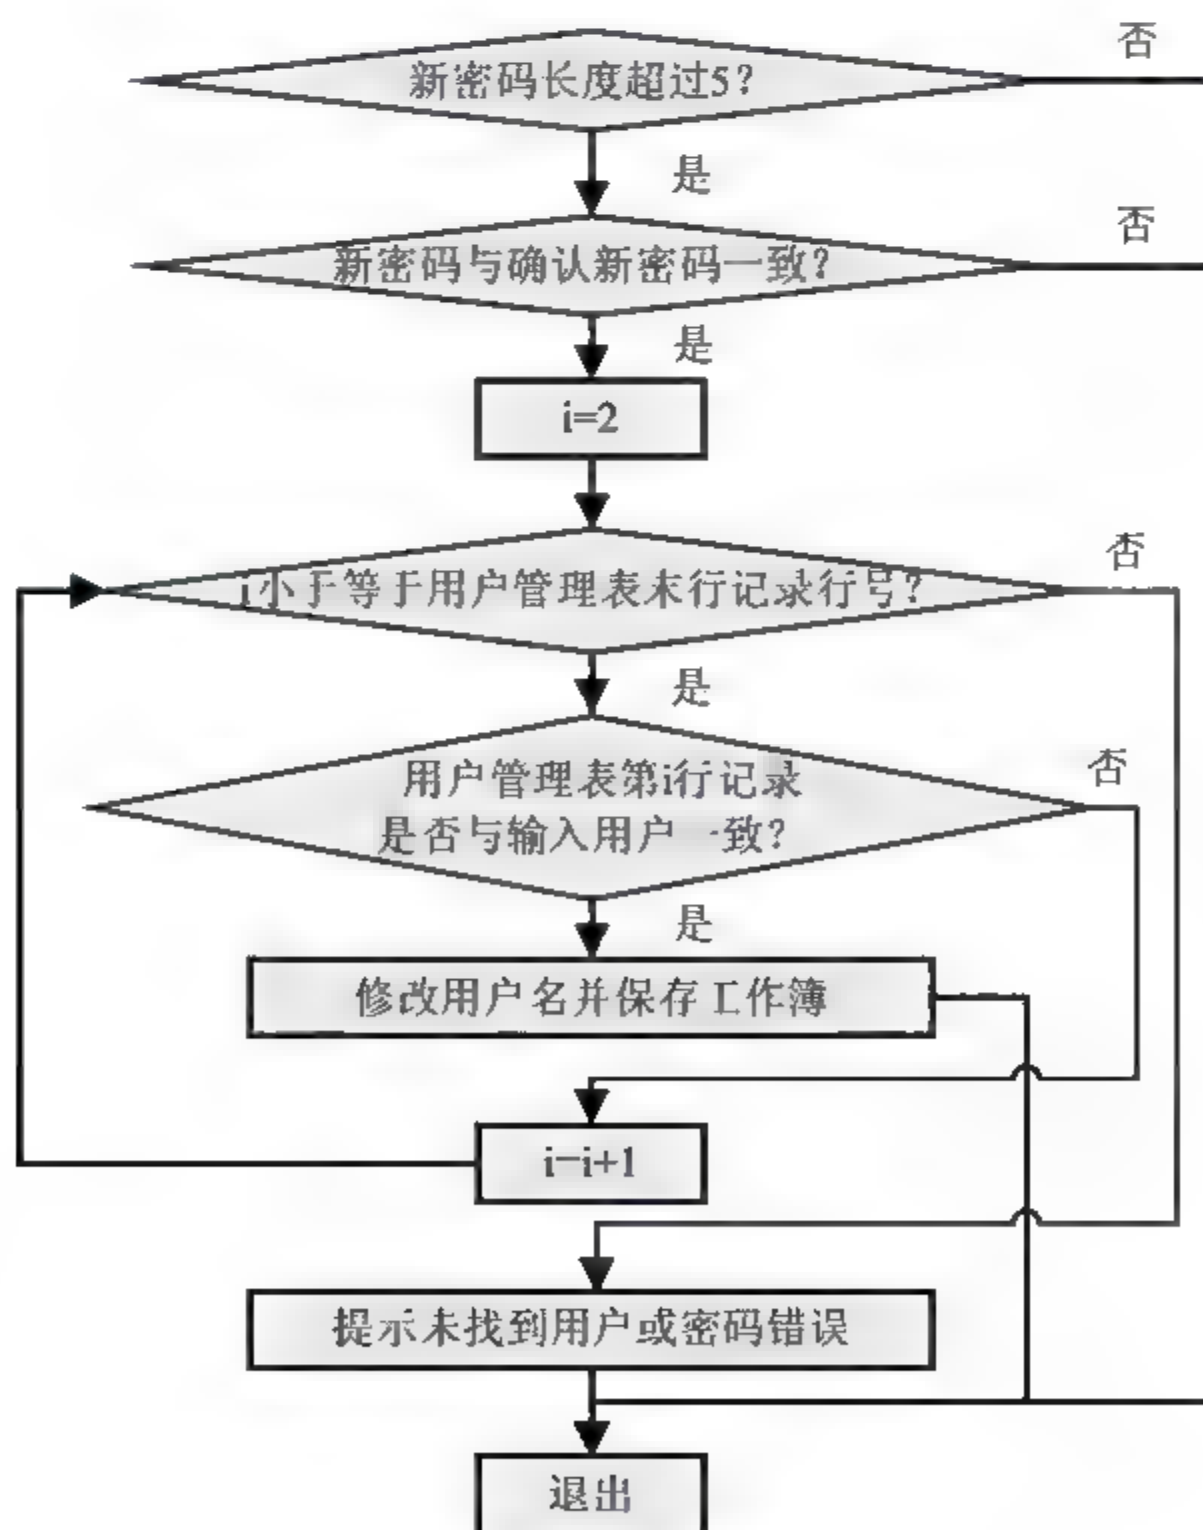 否
新密码长度超过5?
是
否
新密码与确认新密码一致?
是
i=2
否
i小于等于用户管理表末行记录行号?
是
否
用户管理表第i行记录
是否与输入用户一致?
是
修改用户名并保存工作簿
i=i+1
提示未找到用户或密码错误
退出